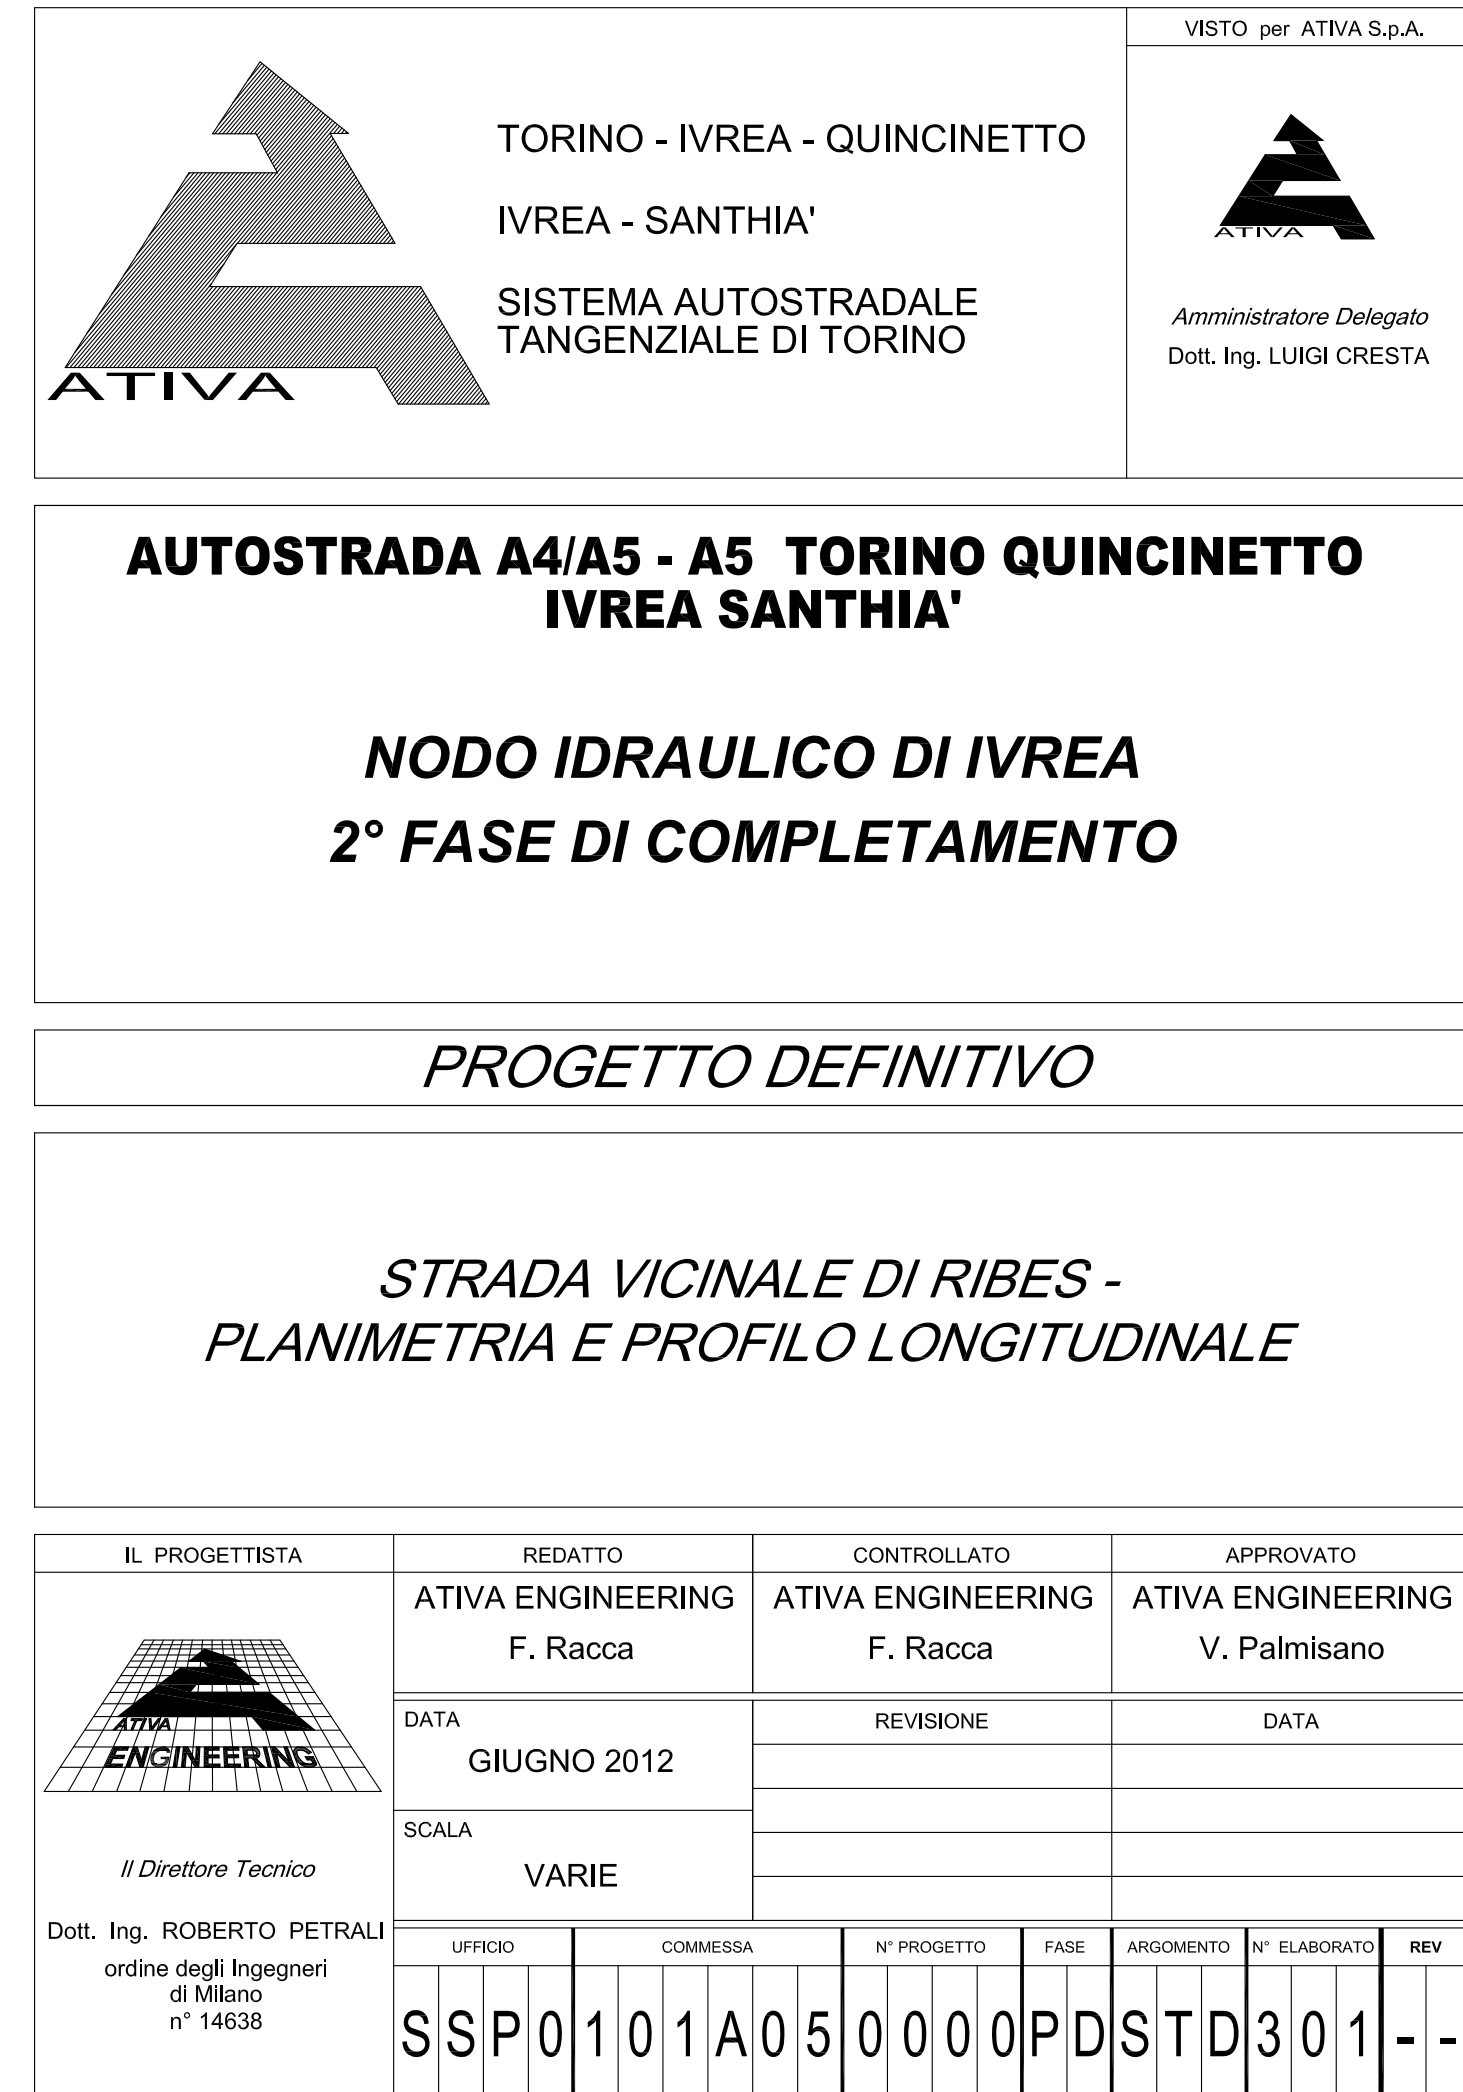 VISTO per ATIVA S.p.A.
TORINO - IVREA - QUINCINETTO
IVREA - SANTHIA'
SISTEMA AUTOSTRADALE
TANGENZIALE DI TORINO
ATIVA
ATIVA
Amministratore Delegato
Dott. Ing. LUIGI CRESTA
AUTOSTRADA A4/A5 - A5 TORINO QUINCINETTO
IVREA SANTHIA'
NODO IDRAULICO DI IVREA
2° FASE DI COMPLETAMENTO
PROGETTO DEFINITIVO
STRADA VICINALE DI RIBES -
PLANIMETRIA E PROFILO LONGITUDINALE
IL PROGETTISTA
ATIVA
ENGINEERING
Il Direttore Tecnico
Dott. Ing. ROBERTO PETRALI
ordine degli Ingegneri
di Milano
n° 14638
REDATTO
ATIVA ENGINEERING
F. Racca
CONTROLLATO
ATIVA ENGINEERING
F. Racca
APPROVATO
ATIVA ENGINEERING
V. Palmisano
DATA
GIUGNO 2012
REVISIONE
DATA
SCALA
VARIE
UFFICIO COMMESSA N° PROGETTO FASE ARGOMENTO N° ELABORATO REV
S S P 0 1 0 1 A 0 5 0 0 0 0 P D S T D 3 0 1 - -